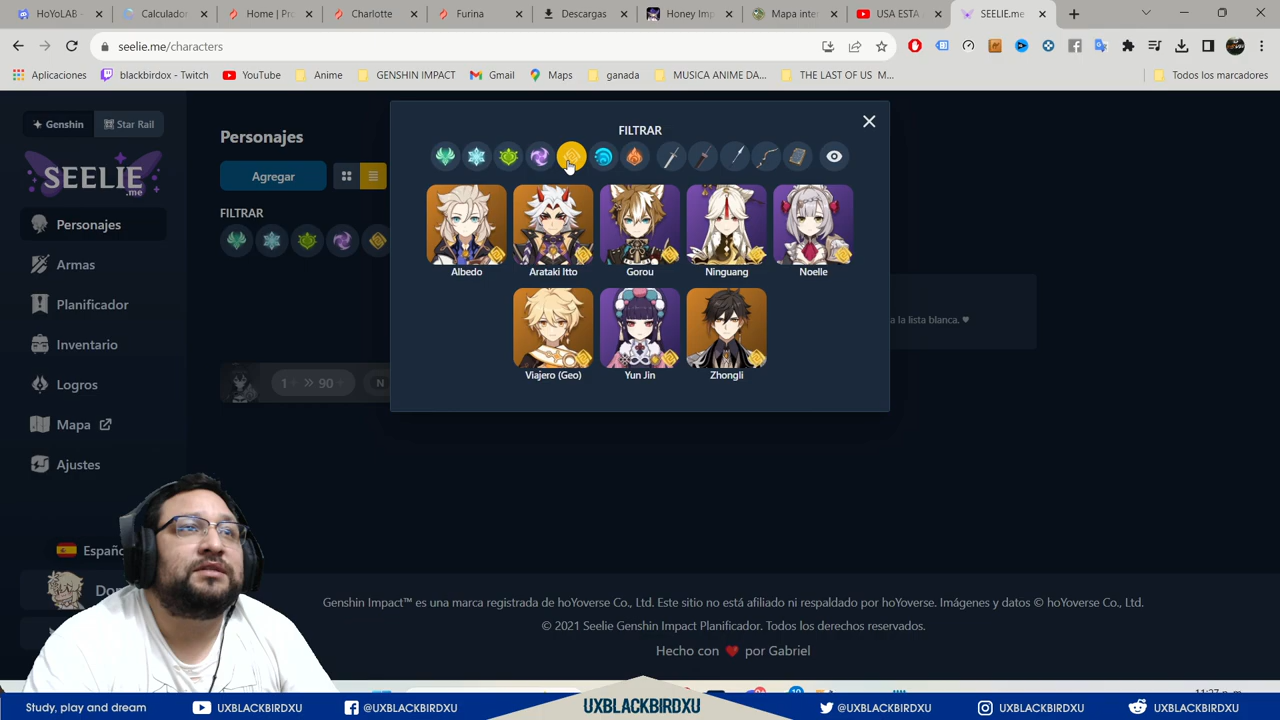 HoYoLAB -
Calculador
Home | Pr
Charlotte
Furina
Descargas
Honey Imp
Mapa inter
USA ESTA
SEELIE.me
seelie.me/characters
Aplicaciones
blackbirdox - Twitch
YouTube
Anime
GENSHIN IMPACT
Gmail
Maps
ganada
MUSICA ANIME DA...
THE LAST OF US M...
Todos los marcadores
Genshin
Star Rail
SEELIE
.me
Personajes
Armas
Planificador
Inventario
Logros
Mapa
Ajustes
Españo
Dor
Personajes
Agregar
FILTRAR
1
90
N
FILTRAR
Albedo
Arataki Itto
Gorou
Ningguang
Noelle
Viajero (Geo)
Yun Jin
Zhongli
a la lista blanca.
Genshin Impact™ es una marca registrada de hoYoverse Co., Ltd. Este sitio no está afiliado ni respaldado por hoYoverse. Imágenes y datos © hoYoverse Co., Ltd.
© 2021 Seelie Genshin Impact Planificador. Todos los derechos reservados.
Hecho con ❤ por Gabriel
Study, play and dream
UXBLACKBIRDXU
@UXBLACKBIRDXU
UXBLACKBIRDXU
@UXBLACKBIRDXU
UXBLACKBIRDXU
UXBLACKBIRDXU